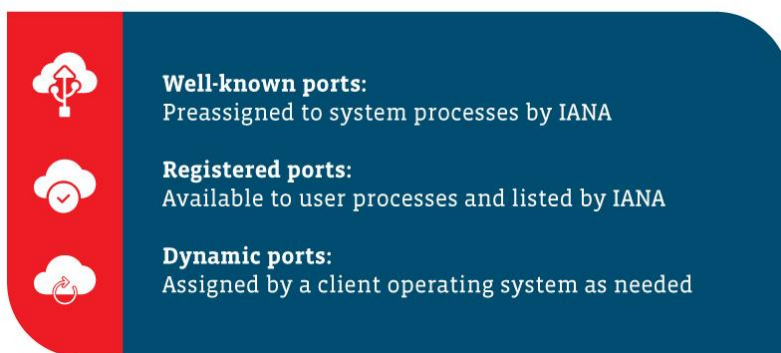 Well-known ports:
Preassigned to system processes by IANA
Registered ports:
Available to user processes and listed by IANA
Dynamic ports:
Assigned by a client operating system as needed